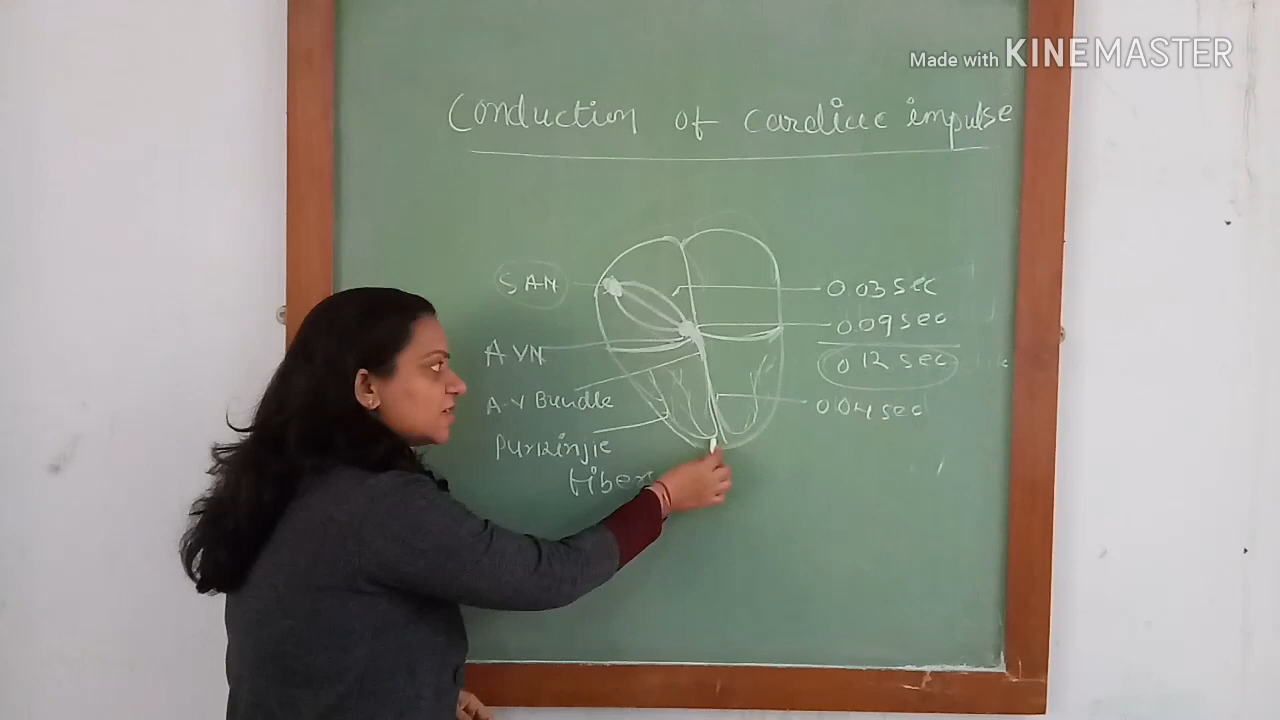 Made with KINEMASTER
Conduction of cardiac impulse
SAN
0.03 sec
0.09 sec
AVN
0.12 sec
A-V Bundle
0.04 sec
Purkinjie
fibers